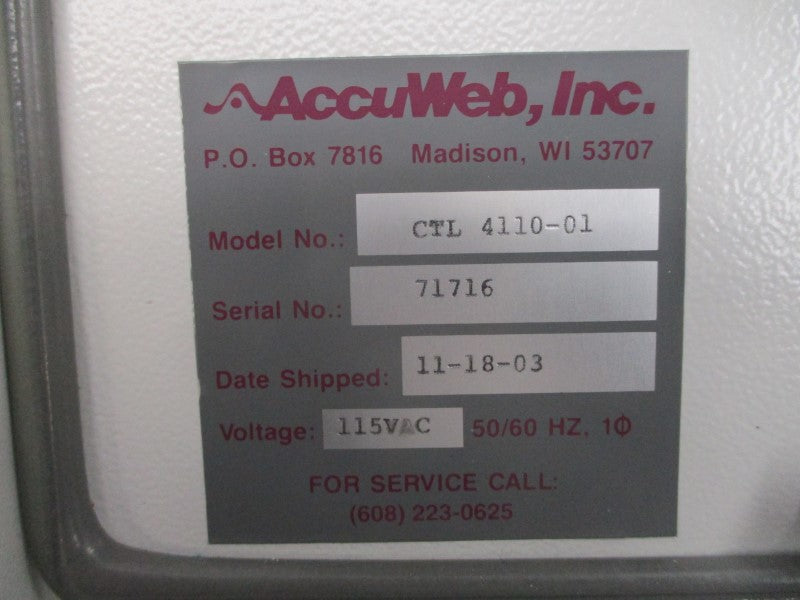 AccuWeb, Inc.
P.O. Box 7816 Madison, WI 53707
Model No.: CTL 4110-01
Serial No.: 71716
Date Shipped: 11-18-03
Voltage: 115VAC 50/60 HZ, 1Φ
FOR SERVICE CALL:
(608) 223-0625